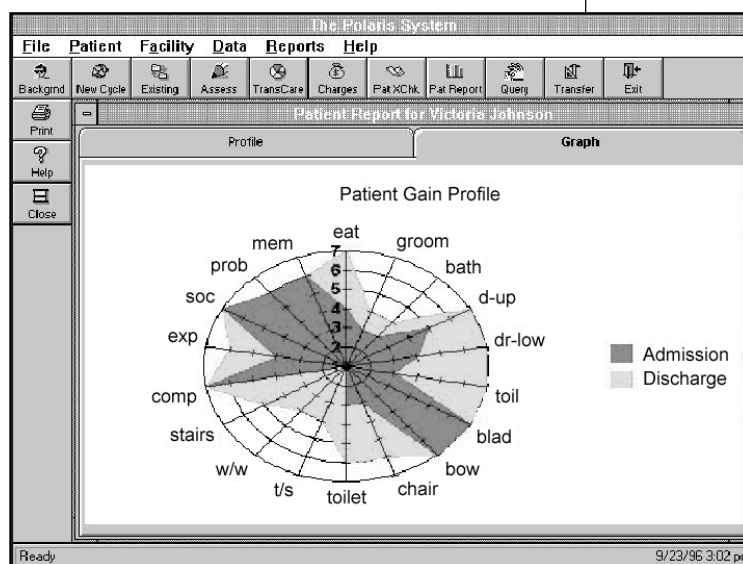 The Polaris System
File Patient Facility Data Reports Help
Backgrnd New Cycle Existing Assess TransCare Charges Pat XChk Pat Report Query Transfer Exit
Print
Help
Close
Patient Report for Victoria Johnson
Profile Graph
Patient Gain Profile
eat
groom
bath
d-up
dr-low
toil
blad
bow
chair
toilet
t/s
w/w
stairs
comp
exp
soc
prob
mem
7
6
5
4
3
2
Admission
Discharge
Ready 9/23/96 3:02 p